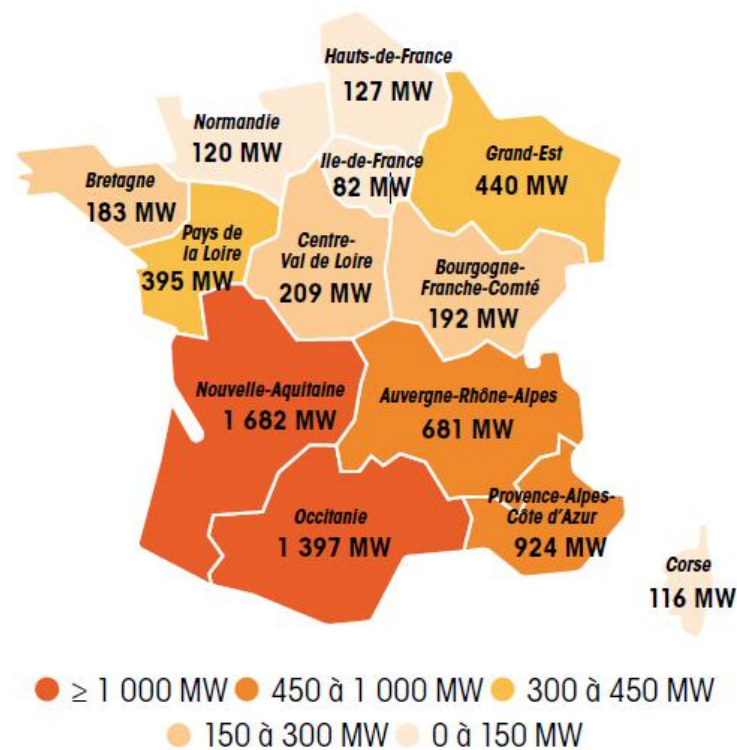 Hauts-de-France
127 MW
Normandie
120 MW
Ile-de-France
82 MW
Grand-Est
440 MW
Bretagne
183 MW
Pays de
la Loire
395 MW
Centre-
Val de Loire
209 MW
Bourgogne-
Franche-Comté
192 MW
Nouvelle-Aquitaine
1 682 MW
Auvergne-Rhône-Alpes
681 MW
Occitanie
1 397 MW
Provence-Alpes-
Côte d'Azur
924 MW
Corse
116 MW
≥ 1 000 MW 450 à 1 000 MW 300 à 450 MW
150 à 300 MW 0 à 150 MW